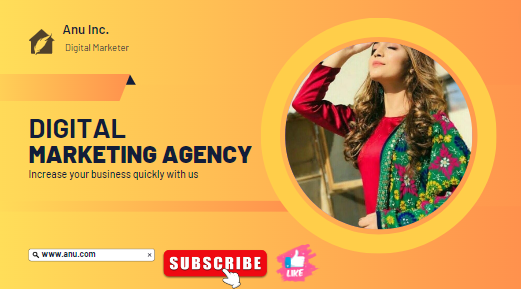 Anu Inc.
Digital Marketer
DIGITAL
MARKETING AGENCY
Increase your business quickly with us
www.anu.com ×
SUBSCRIBE
LIKE